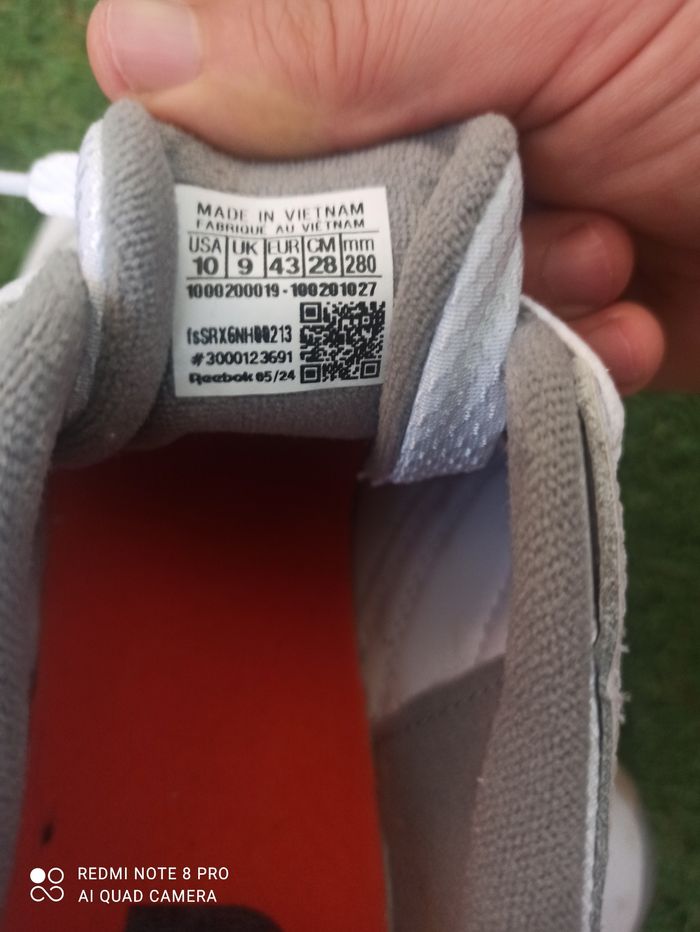 MADE IN VIETNAM
FABRIQUE AU VIETNAM
USA UK EUR CM mm
10 9 43 28 280
1000200019 - 100201027
fsSRX6NH00213
#3000123691
Reebok 05/24
REDMI NOTE 8 PRO
AI QUAD CAMERA